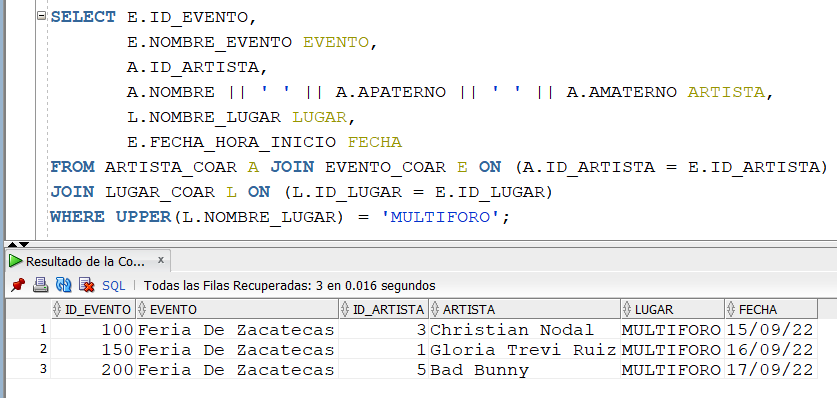 SELECT E.ID_EVENTO,
E.NOMBRE_EVENTO EVENTO,
A.ID_ARTISTA,
A.NOMBRE || ' ' || A.APATERNO || ' ' || A.AMATERNO ARTISTA,
L.NOMBRE_LUGAR LUGAR,
E.FECHA_HORA_INICIO FECHA
FROM ARTISTA_COAR A JOIN EVENTO_COAR E ON (A.ID_ARTISTA = E.ID_ARTISTA)
JOIN LUGAR_COAR L ON (L.ID_LUGAR = E.ID_LUGAR)
WHERE UPPER(L.NOMBRE_LUGAR) = 'MULTIFORO';
Resultado de la Co... x
SQL | Todas las Filas Recuperadas: 3 en 0.016 segundos
ID_EVENTO EVENTO ID_ARTISTA ARTISTA LUGAR FECHA
1 100 Feria De Zacatecas 3 Christian Nodal MULTIFORO 15/09/22
2 150 Feria De Zacatecas 1 Gloria Trevi Ruiz MULTIFORO 16/09/22
3 200 Feria De Zacatecas 5 Bad Bunny MULTIFORO 17/09/22